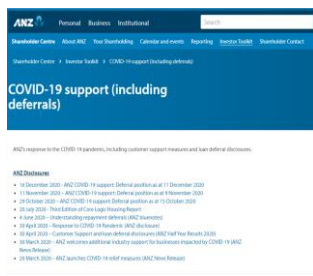 ANZ Personal Business Institutional Search
Shareholder Centre About ANZ Your Shareholding Calendar and events Reporting Investor Toolkit Shareholder Contact
Shareholder Centre > Investor Toolkit > COVID-19 support (including deferrals)
COVID-19 support (including
deferrals)
ANZ's response to the COVID-19 pandemic, including customer support measures and loan deferral disclosures.
ANZ Disclosures
14 December 2020 - ANZ COVID-19 support: Deferral position as at 11 December 2020
11 November 2020 - ANZ COVID-19 support: Deferral position as at 9 November 2020
29 October 2020 - ANZ COVID-19 support: Deferral position as at 15 October 2020
28 July 2020 - Third Edition of Core Logic Housing Report
4 June 2020 - Understanding repayment deferrals (ANZ bluenotes)
30 April 2020 - Response to COVID-19 Pandemic (ANZ disclosure)
30 April 2020 - Customer Support and loan deferral disclosures (ANZ Half Year Results 2020)
30 March 2020 - ANZ welcomes additional industry support for businesses impacted by COVID-19 (ANZ
News Release)
26 March 2020 - ANZ launches COVID-19 relief measures (ANZ News Release)